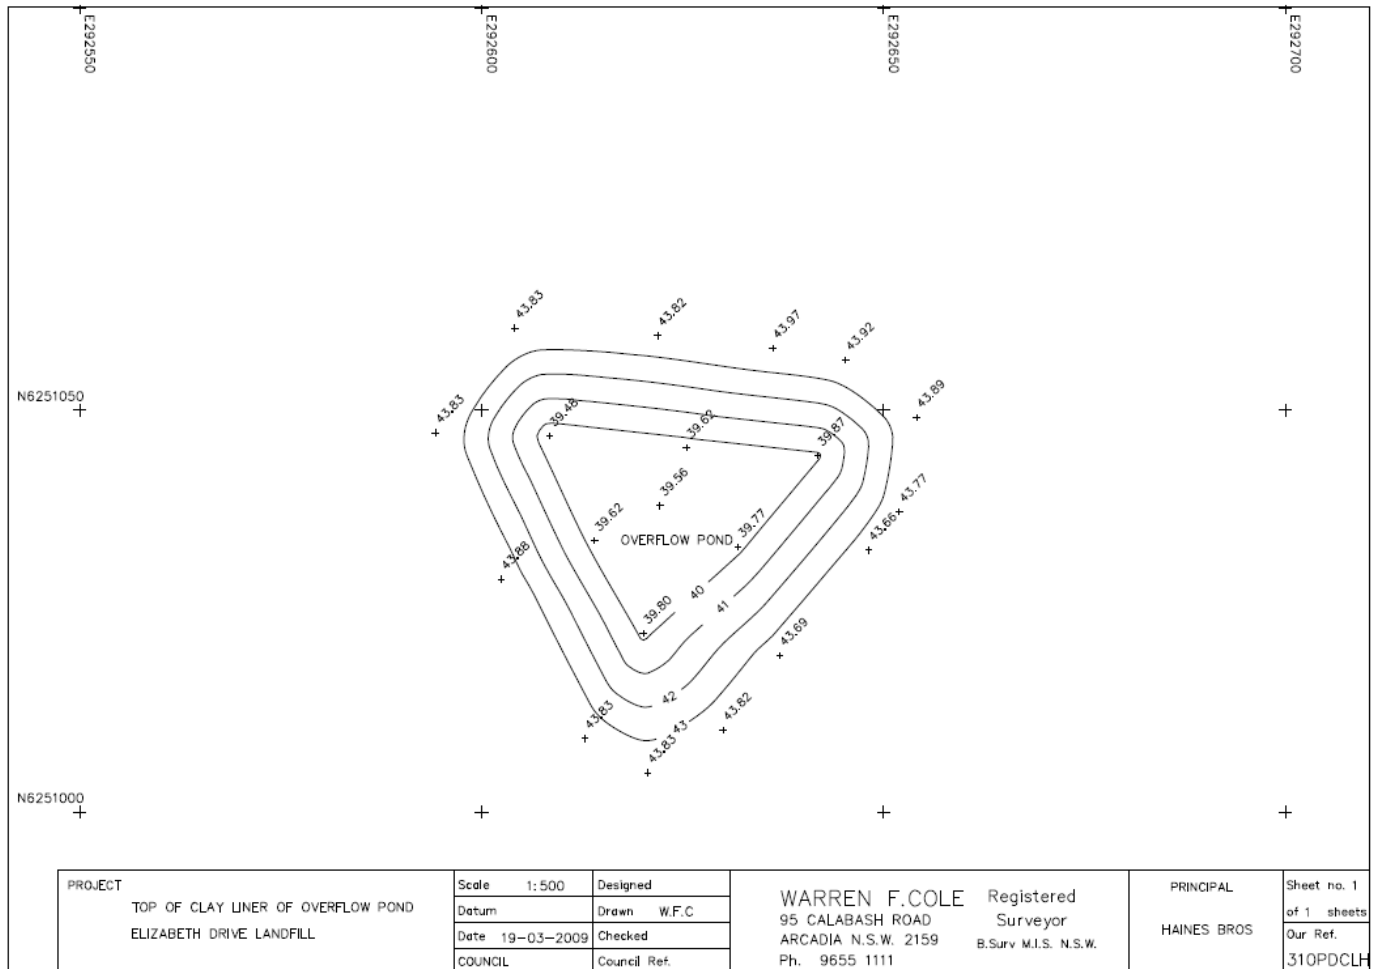 E292550
E292600
E292650
E292700
43.83
43.82
43.97
43.92
N6251050
43.83
43.89
39.48
39.62
39.87
39.56
43.77
39.62
39.77
43.66
OVERFLOW POND
43.88
40
41
39.80
43.69
42
43.83
43.82
43
43.83
N6251000
PROJECT
TOP OF CLAY LINER OF OVERFLOW POND
ELIZABETH DRIVE LANDFILL
Scale 1:500
Datum
Date 19-03-2009
COUNCIL
Designed
Drawn W.F.C
Checked
Council Ref.
WARREN F.COLE
95 CALABASH ROAD
ARCADIA N.S.W. 2159
Ph. 9655 1111
Registered
Surveyor
B.Surv M.I.S. N.S.W.
PRINCIPAL
HAINES BROS
Sheet no. 1
of 1 sheets
Our Ref.
310PDCLH